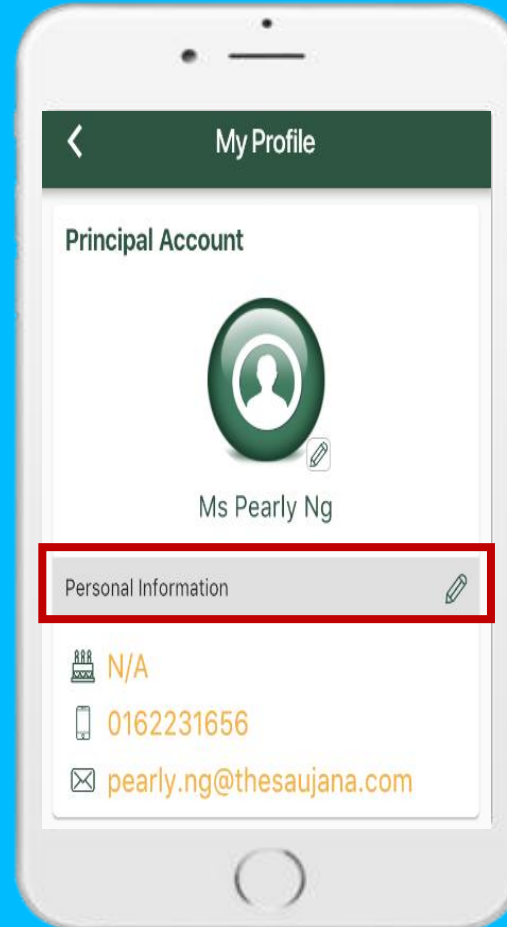 My Profile
Principal Account
Ms Pearly Ng
Personal Information
N/A
0162231656
pearly.ng@thesaujana.com